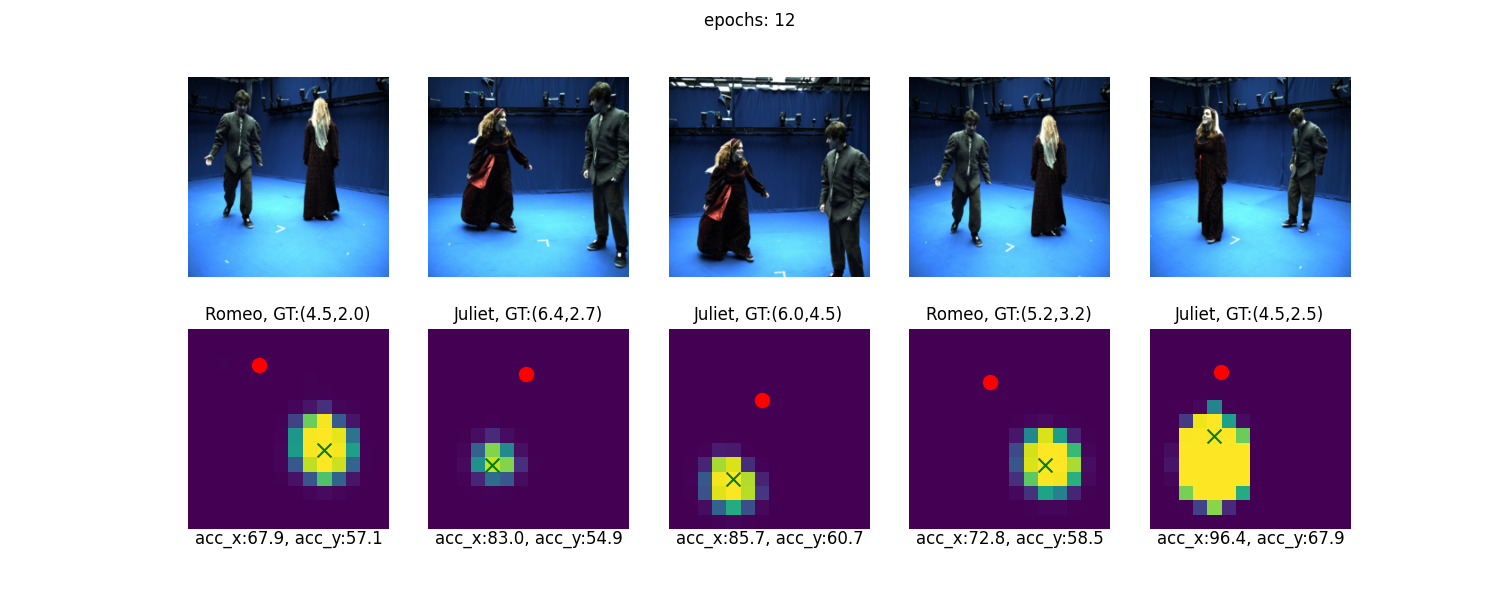 epochs: 12
Romeo, GT:(4.5,2.0)
Juliet, GT:(6.4,2.7)
Juliet, GT:(6.0,4.5)
Romeo, GT:(5.2,3.2)
Juliet, GT:(4.5,2.5)
acc_x:67.9, acc_y:57.1
acc_x:83.0, acc_y:54.9
acc_x:85.7, acc_y:60.7
acc_x:72.8, acc_y:58.5
acc_x:96.4, acc_y:67.9